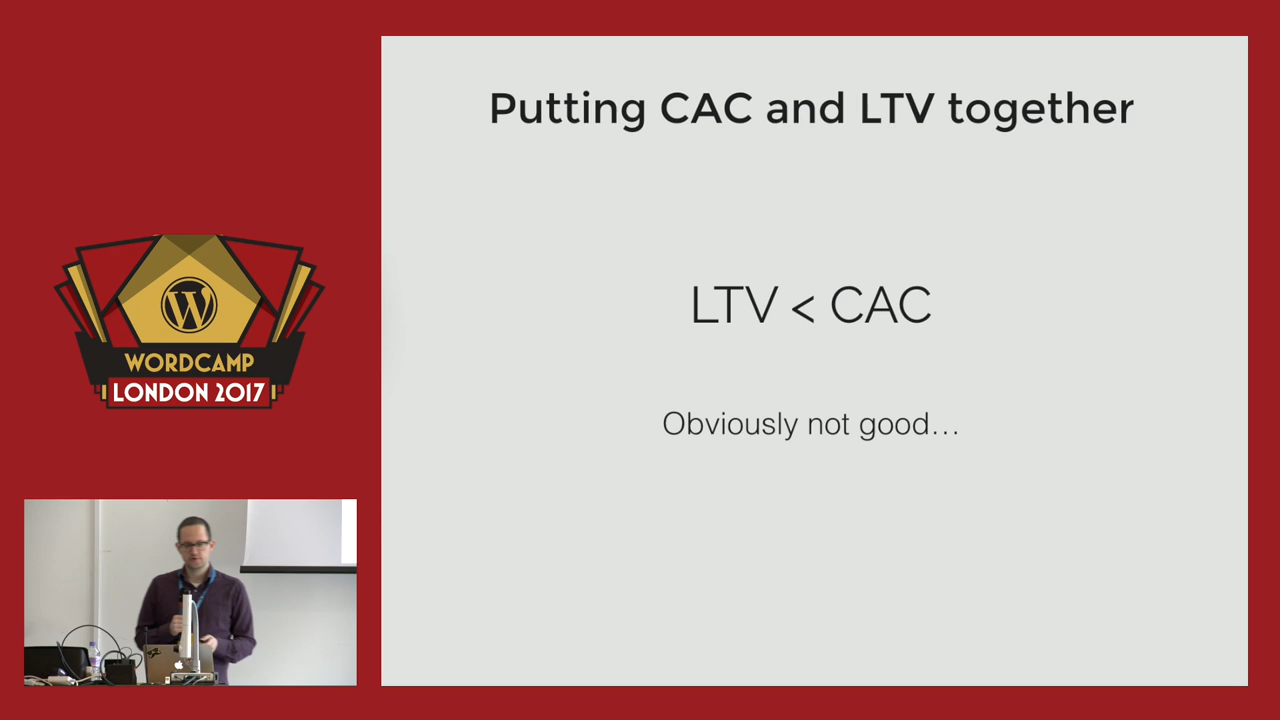 Putting CAC and LTV together
LTV < CAC
Obviously not good...
WORDCAMP
LONDON 2017